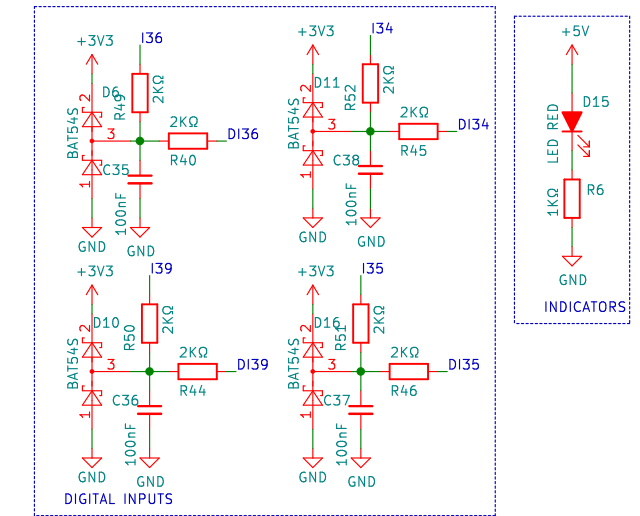 +3V3
I36
D6
R49
2KΩ
2
BAT54S
3
2KΩ
DI36
R40
C35
1
100nF
GND
GND
+3V3
I34
D11
R52
2KΩ
2
BAT54S
3
2KΩ
DI34
R45
C38
1
100nF
GND
GND
+3V3
I39
D10
R50
2KΩ
2
BAT54S
3
2KΩ
DI39
R44
C36
1
100nF
GND
GND
+3V3
I35
D16
R51
2KΩ
2
BAT54S
3
2KΩ
DI35
R46
C37
1
100nF
GND
GND
DIGITAL INPUTS
+5V
D15
LED RED
1KΩ
R6
GND
INDICATORS